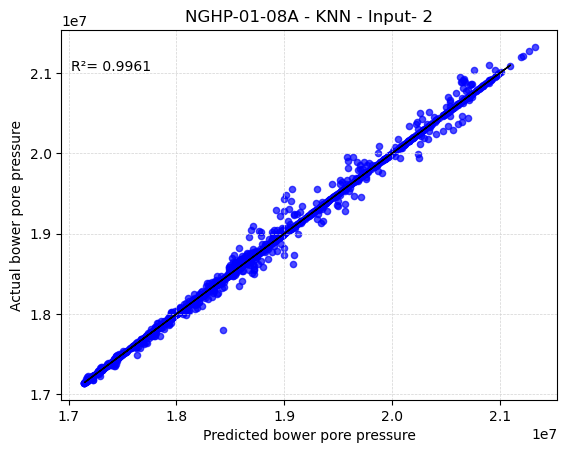 NGHP-01-08A - KNN - Input- 2
1e7
R²= 0.9961
2.1
2.0
1.9
1.8
1.7
Actual bower pore pressure
1.7 1.8 1.9 2.0 2.1
1e7
Predicted bower pore pressure